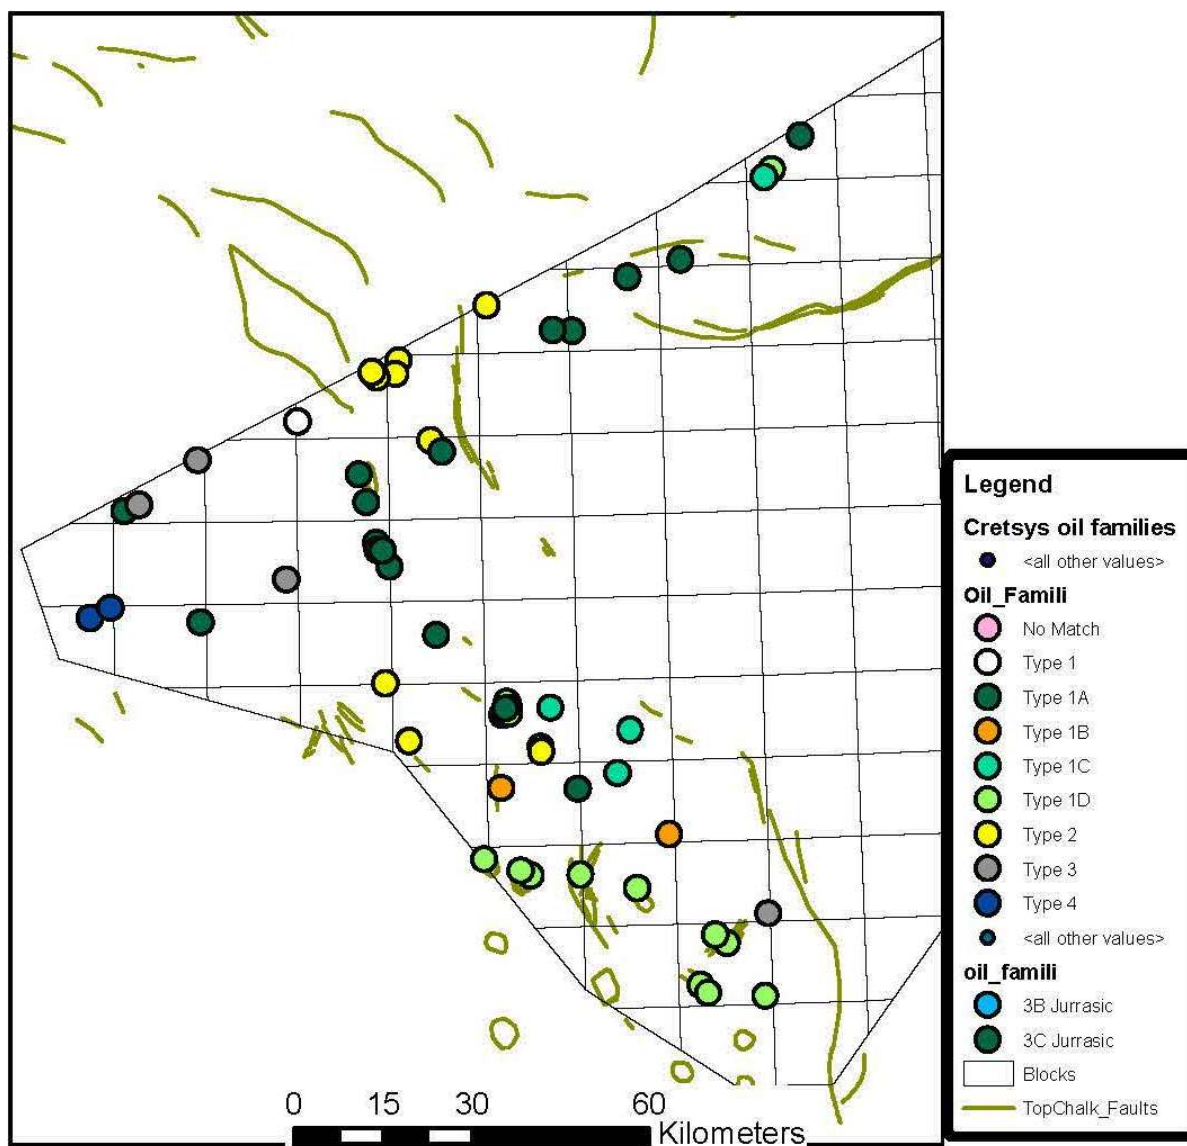 Legend
Cretsys oil families
<all other values>
Oil_Famili
No Match
Type 1
Type 1A
Type 1B
Type 1C
Type 1D
Type 2
Type 3
Type 4
<all other values>
oil_famili
3B Jurrasic
3C Jurrasic
Blocks
TopChalk_Faults
0 15 30 60
Kilometers